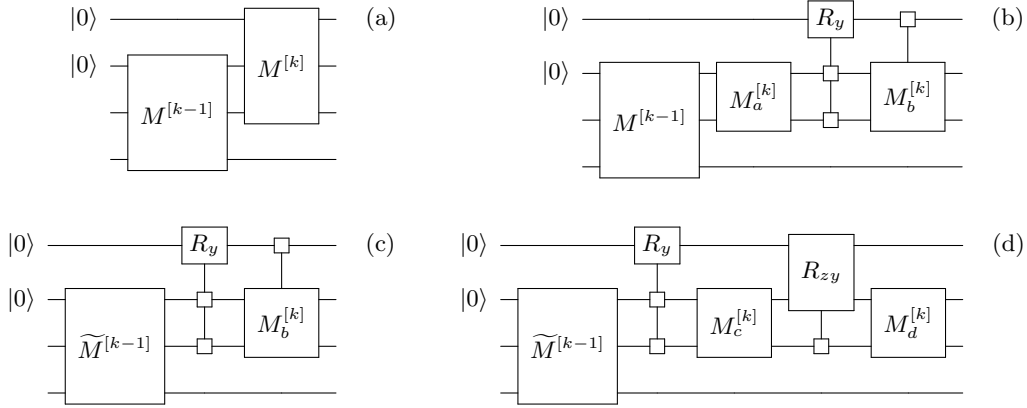 |0⟩ M^{[k]} (a)
|0⟩ M^{[k−1]}
|0⟩ R_y (b)
|0⟩ M^{[k−1]} M_a^{[k]} M_b^{[k]}
|0⟩ R_y (c)
|0⟩ \widetilde{M}^{[k−1]} M_b^{[k]}
|0⟩ R_y R_{zy} (d)
|0⟩ \widetilde{M}^{[k−1]} M_c^{[k]} M_d^{[k]}